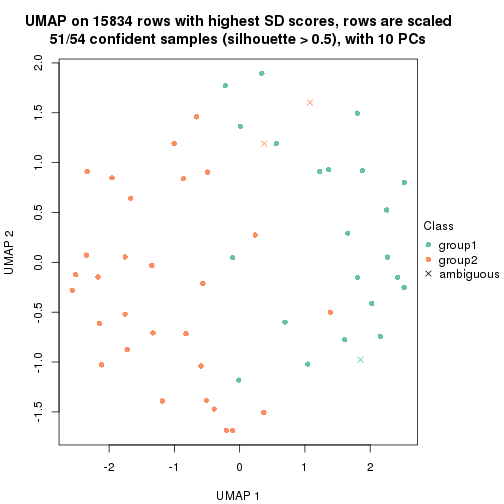 UMAP on 15834 rows with highest SD scores, rows are scaled
51/54 confident samples (silhouette > 0.5), with 10 PCs
2.0
1.5
1.0
0.5
0.0
-0.5
-1.0
-1.5
UMAP 2
-2 -1 0 1 2
UMAP 1
Class
group1
group2
ambiguous